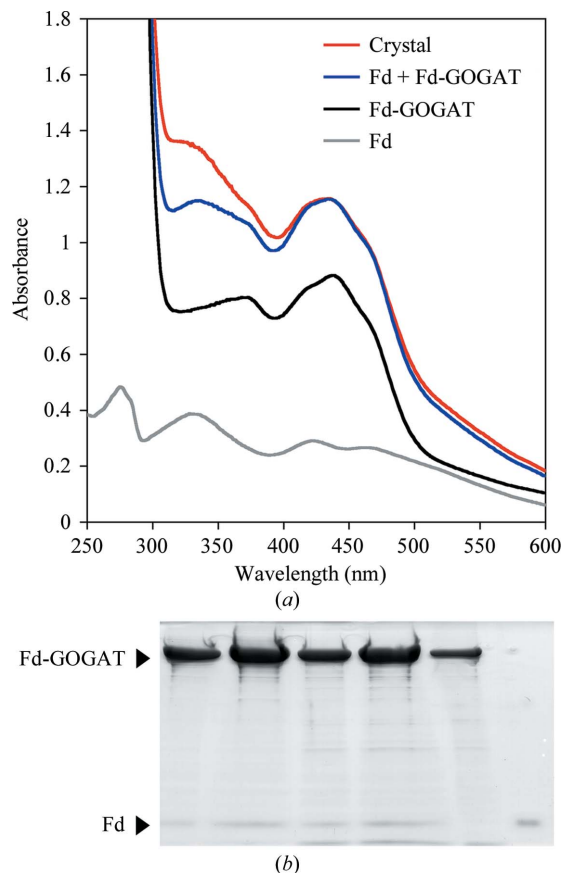 1.8
1.6
1.4
1.2
1
0.8
0.6
0.4
0.2
0
Absorbance
Crystal
Fd + Fd-GOGAT
Fd-GOGAT
Fd
250 300 350 400 450 500 550 600
Wavelength (nm)
(a)
Fd-GOGAT
Fd
(b)